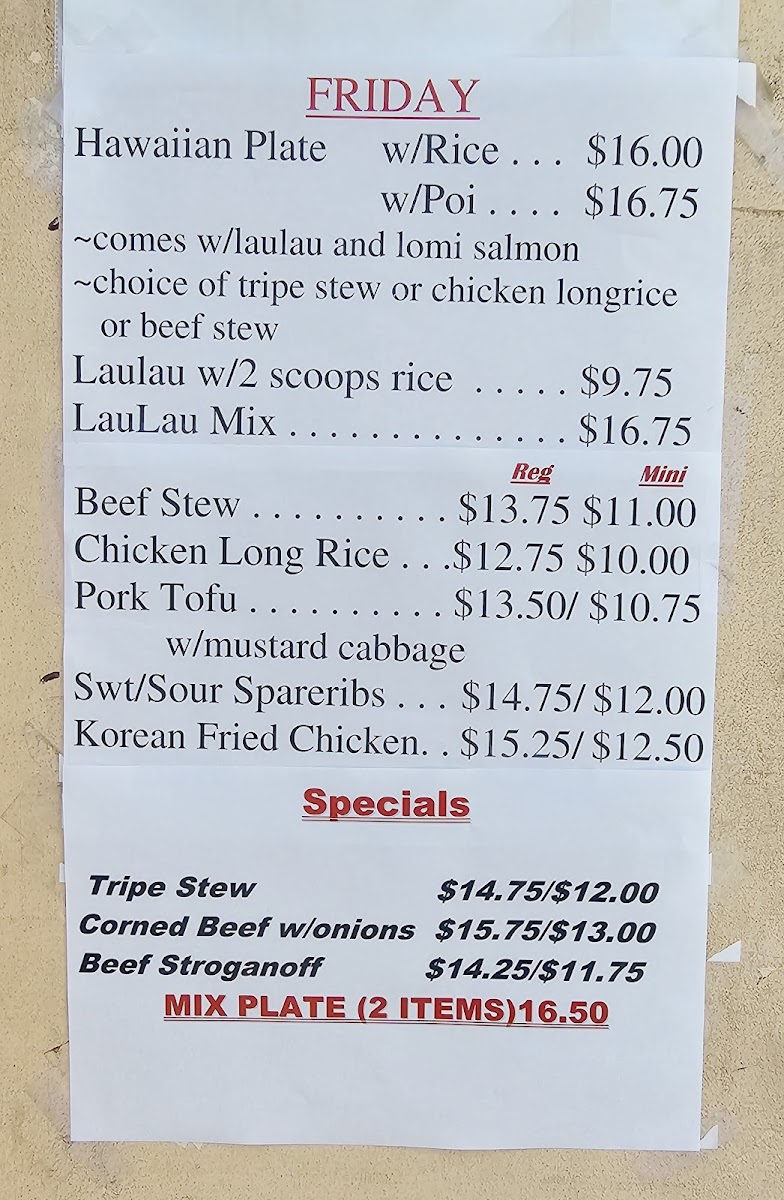 FRIDAY
Hawaiian Plate w/Rice . . . $16.00
w/Poi . . . . $16.75
~comes w/laulau and lomi salmon
~choice of tripe stew or chicken longrice
or beef stew
Laulau w/2 scoops rice . . . . . $9.75
LauLau Mix . . . . . . . . . . . . . . $16.75
Reg Mini
Beef Stew . . . . . . . . . . $13.75 $11.00
Chicken Long Rice . . .$12.75 $10.00
Pork Tofu . . . . . . . . . . $13.50/ $10.75
w/mustard cabbage
Swt/Sour Spareribs . . . $14.75/ $12.00
Korean Fried Chicken. . $15.25/ $12.50
Specials
Tripe Stew $14.75/$12.00
Corned Beef w/onions $15.75/$13.00
Beef Stroganoff $14.25/$11.75
MIX PLATE (2 ITEMS)16.50